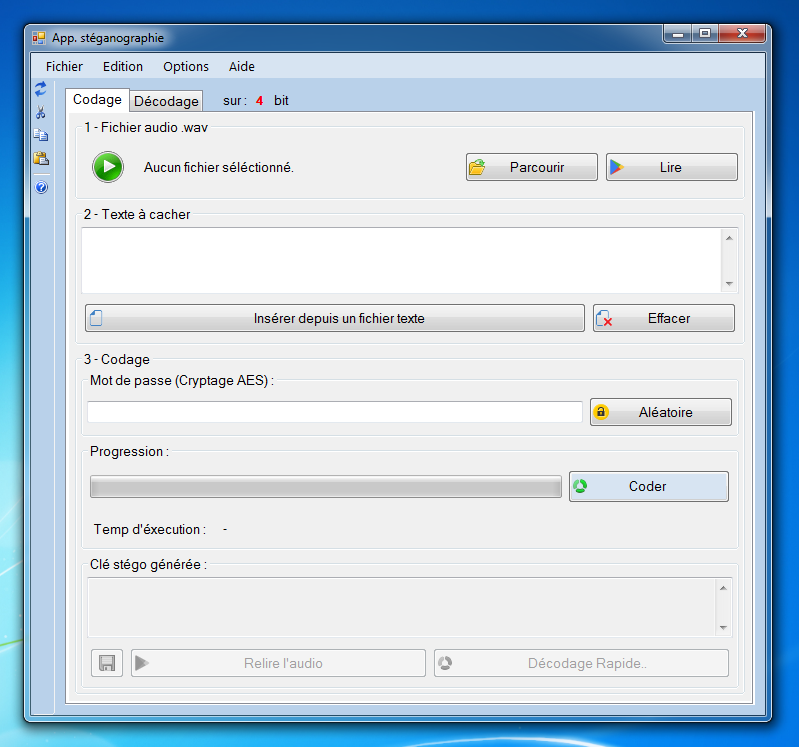 App. stéganographie
Fichier Edition Options Aide
Codage Décodage sur : 4 bit
1 - Fichier audio .wav
Aucun fichier séléctionné. Parcourir Lire
2 - Texte à cacher
Insérer depuis un fichier texte Effacer
3 - Codage
Mot de passe (Cryptage AES) :
Aléatoire
Progression :
Coder
Temp d'éxecution : -
Clé stégo générée :
Relire l'audio Décodage Rapide..